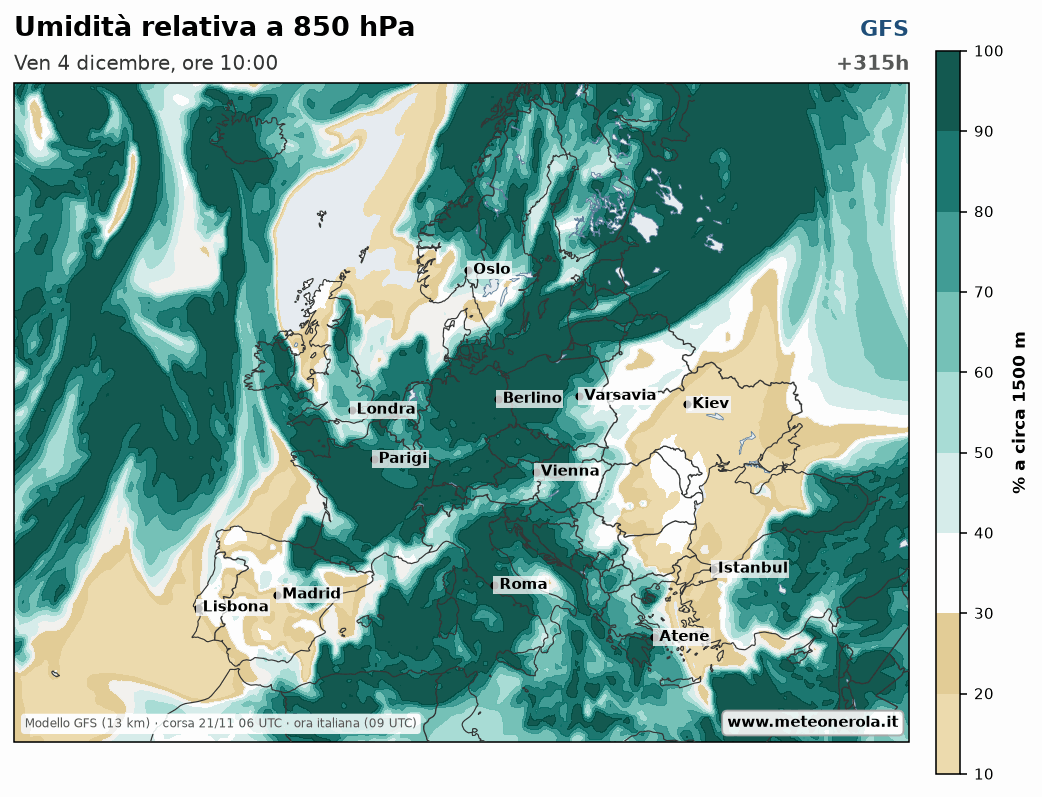 Umidità relativa a 850 hPa
GFS
Ven 4 dicembre, ore 10:00
+315h
100
90
80
70
60
50
40
30
20
10
% a circa 1500 m
Oslo
Londra
Berlino
Varsavia
Kiev
Parigi
Vienna
Istanbul
Roma
Madrid
Lisbona
Atene
Modello GFS (13 km) · corsa 21/11 06 UTC · ora italiana (09 UTC)
www.meteonerola.it